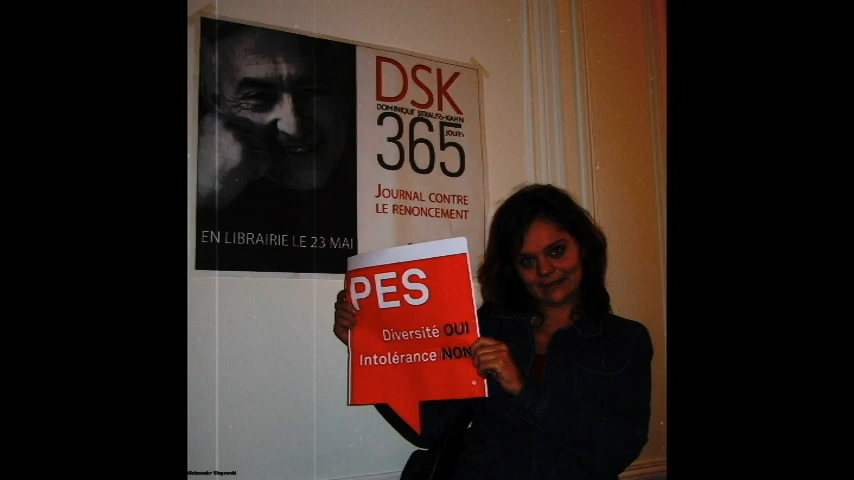 DSK
DOMINIQUE STRAUSS-KAHN
365
JOURS
JOURNAL CONTRE
LE RENONCEMENT
EN LIBRAIRIE LE 23 MAI
PES
Diversité OUI
Intolérance NON